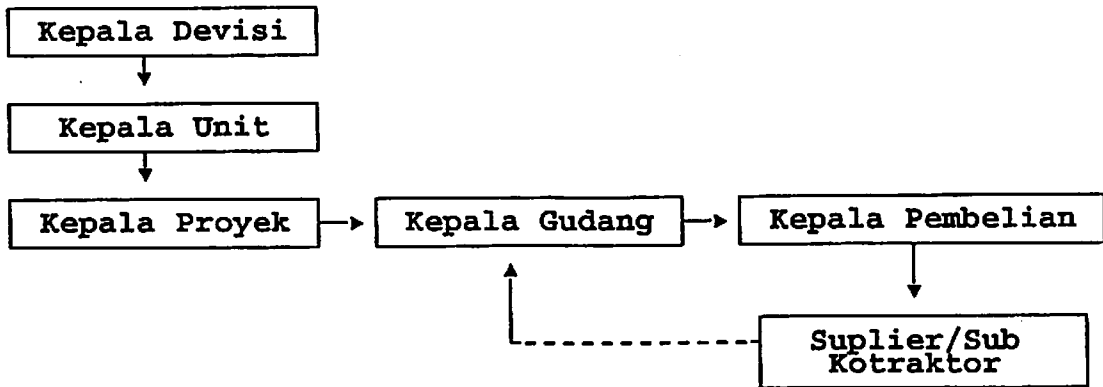 Kepala Devisi
Kepala Unit
Kepala Proyek
Kepala Gudang
Kepala Pembelian
Suplier/Sub
Kotraktor